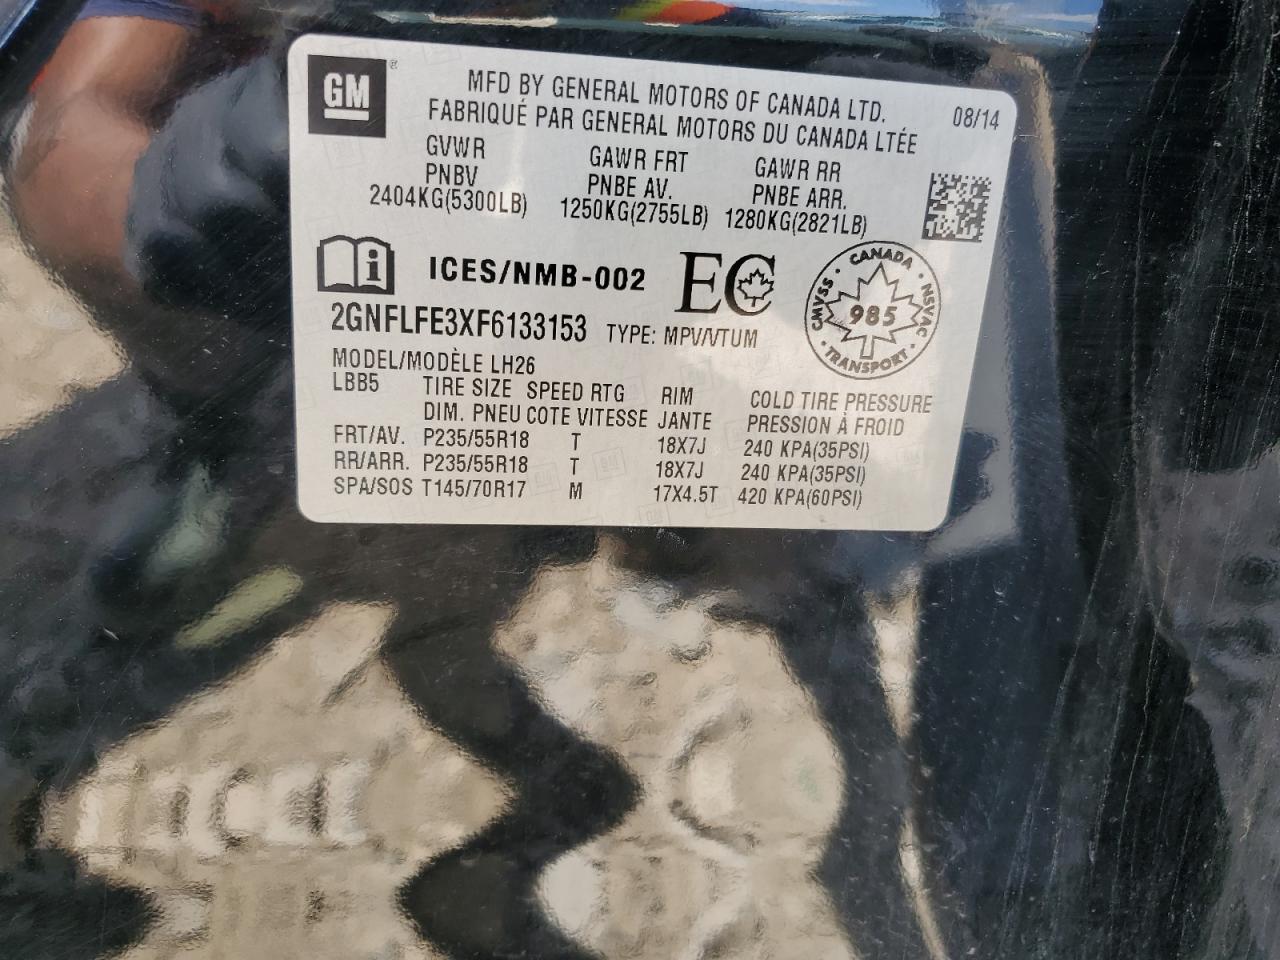 GM ®
MFD BY GENERAL MOTORS OF CANADA LTD.
FABRIQUÉ PAR GENERAL MOTORS DU CANADA LTÉE
08/14
GVWR GAWR FRT GAWR RR
PNBV PNBE AV. PNBE ARR.
2404KG(5300LB) 1250KG(2755LB) 1280KG(2821LB)
i ICES/NMB-002 EC
CANADA
CMVSS 985 NSVAC
TRANSPORT
2GNFLFE3XF6133153 TYPE: MPV/VTUM
MODEL/MODÈLE LH26
LBB5 TIRE SIZE SPEED RTG RIM COLD TIRE PRESSURE
DIM. PNEU COTE VITESSE JANTE PRESSION À FROID
FRT/AV. P235/55R18 T 18X7J 240 KPA(35PSI)
RR/ARR. P235/55R18 T 18X7J 240 KPA(35PSI)
SPA/SOS T145/70R17 M 17X4.5T 420 KPA(60PSI)